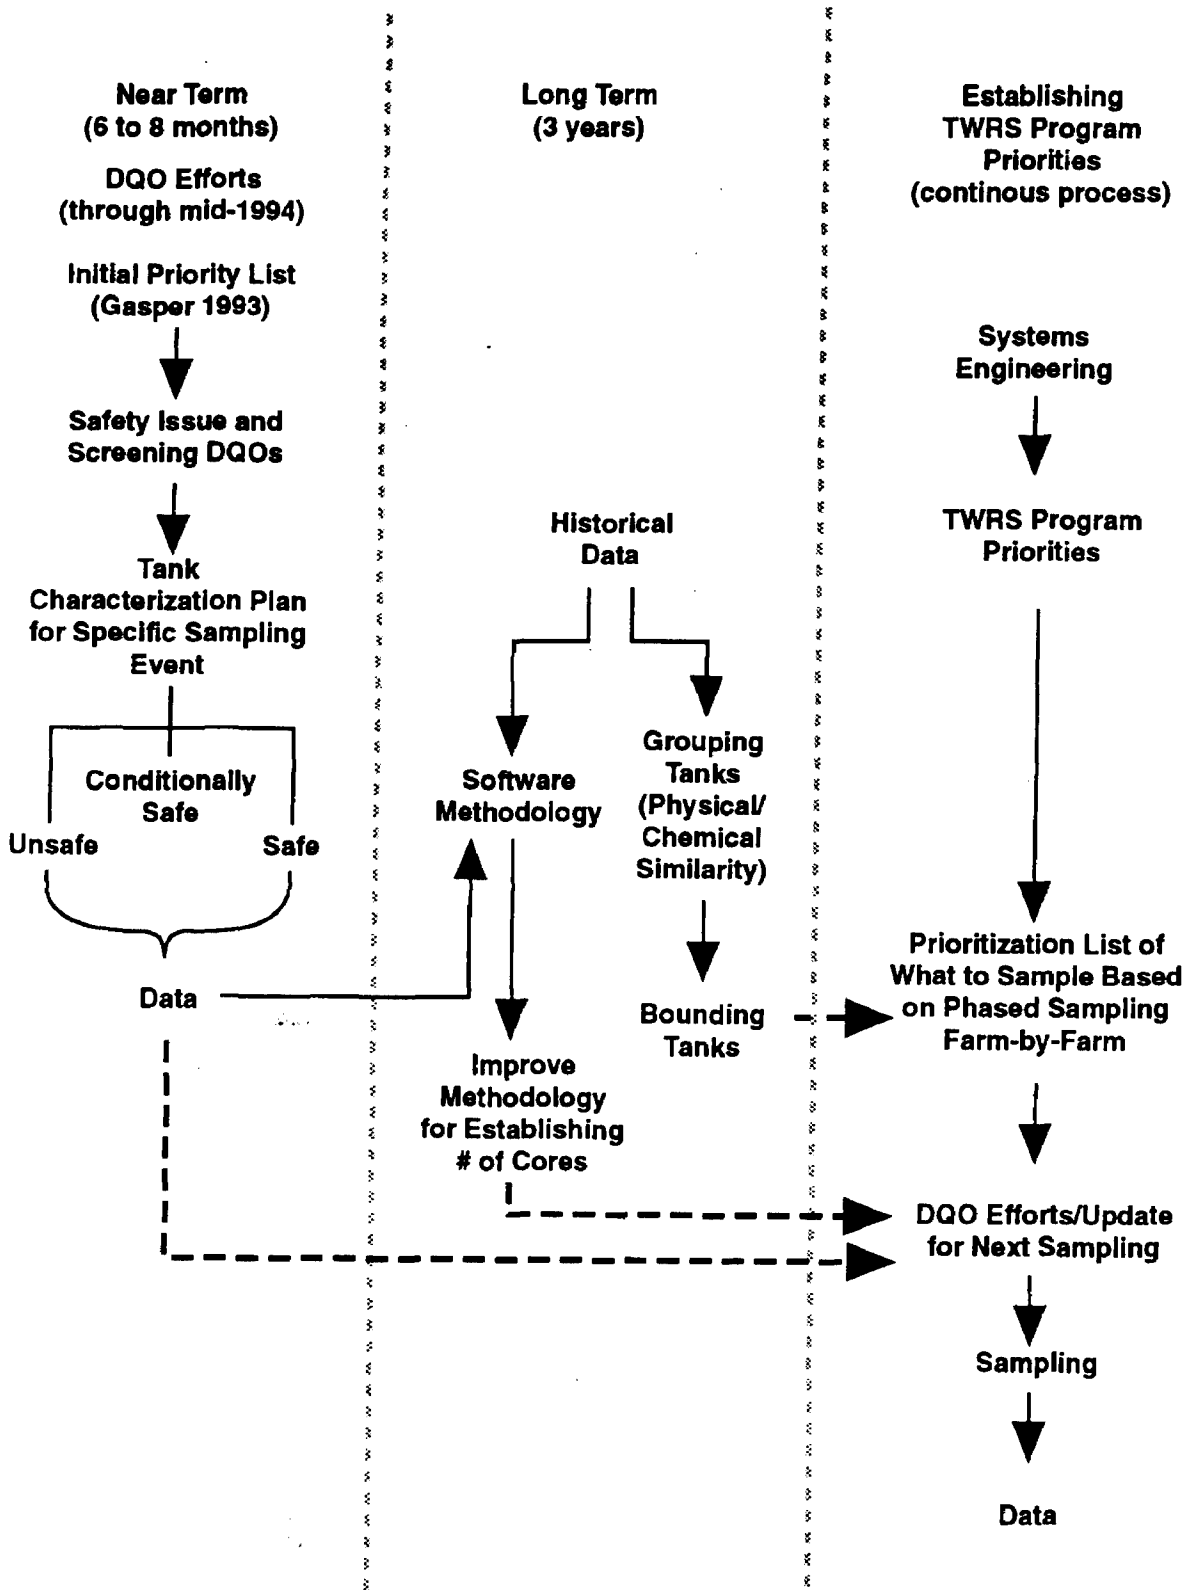 Near Term
(6 to 8 months)
DQO Efforts
(through mid-1994)
Initial Priority List
(Gasper 1993)
Safety Issue and
Screening DQOs
Tank
Characterization Plan
for Specific Sampling
Event
Conditionally
Safe
Unsafe
Safe
Data
Long Term
(3 years)
Historical
Data
Software
Methodology
Grouping
Tanks
(Physical/
Chemical
Similarity)
Bounding
Tanks
Improve
Methodology
for Establishing
# of Cores
Establishing
TWRS Program
Priorities
(continous process)
Systems
Engineering
TWRS Program
Priorities
Prioritization List of
What to Sample Based
on Phased Sampling
Farm-by-Farm
DQO Efforts/Update
for Next Sampling
Sampling
Data